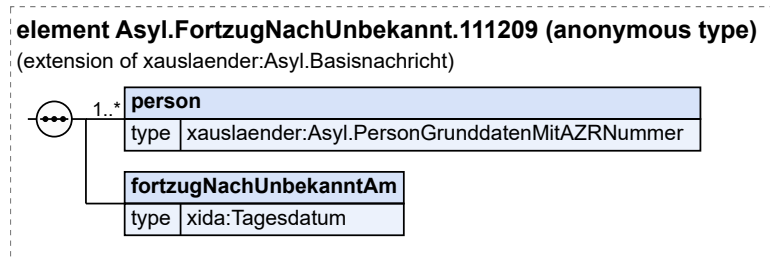 element Asyl.FortzugNachUnbekannt.111209 (anonymous type)
(extension of xauslaender:Asyl.Basisnachricht)
1..* person
type xauslaender:Asyl.PersonGrunddatenMitAZRNummer
fortzugNachUnbekanntAm
type xida:Tagesdatum